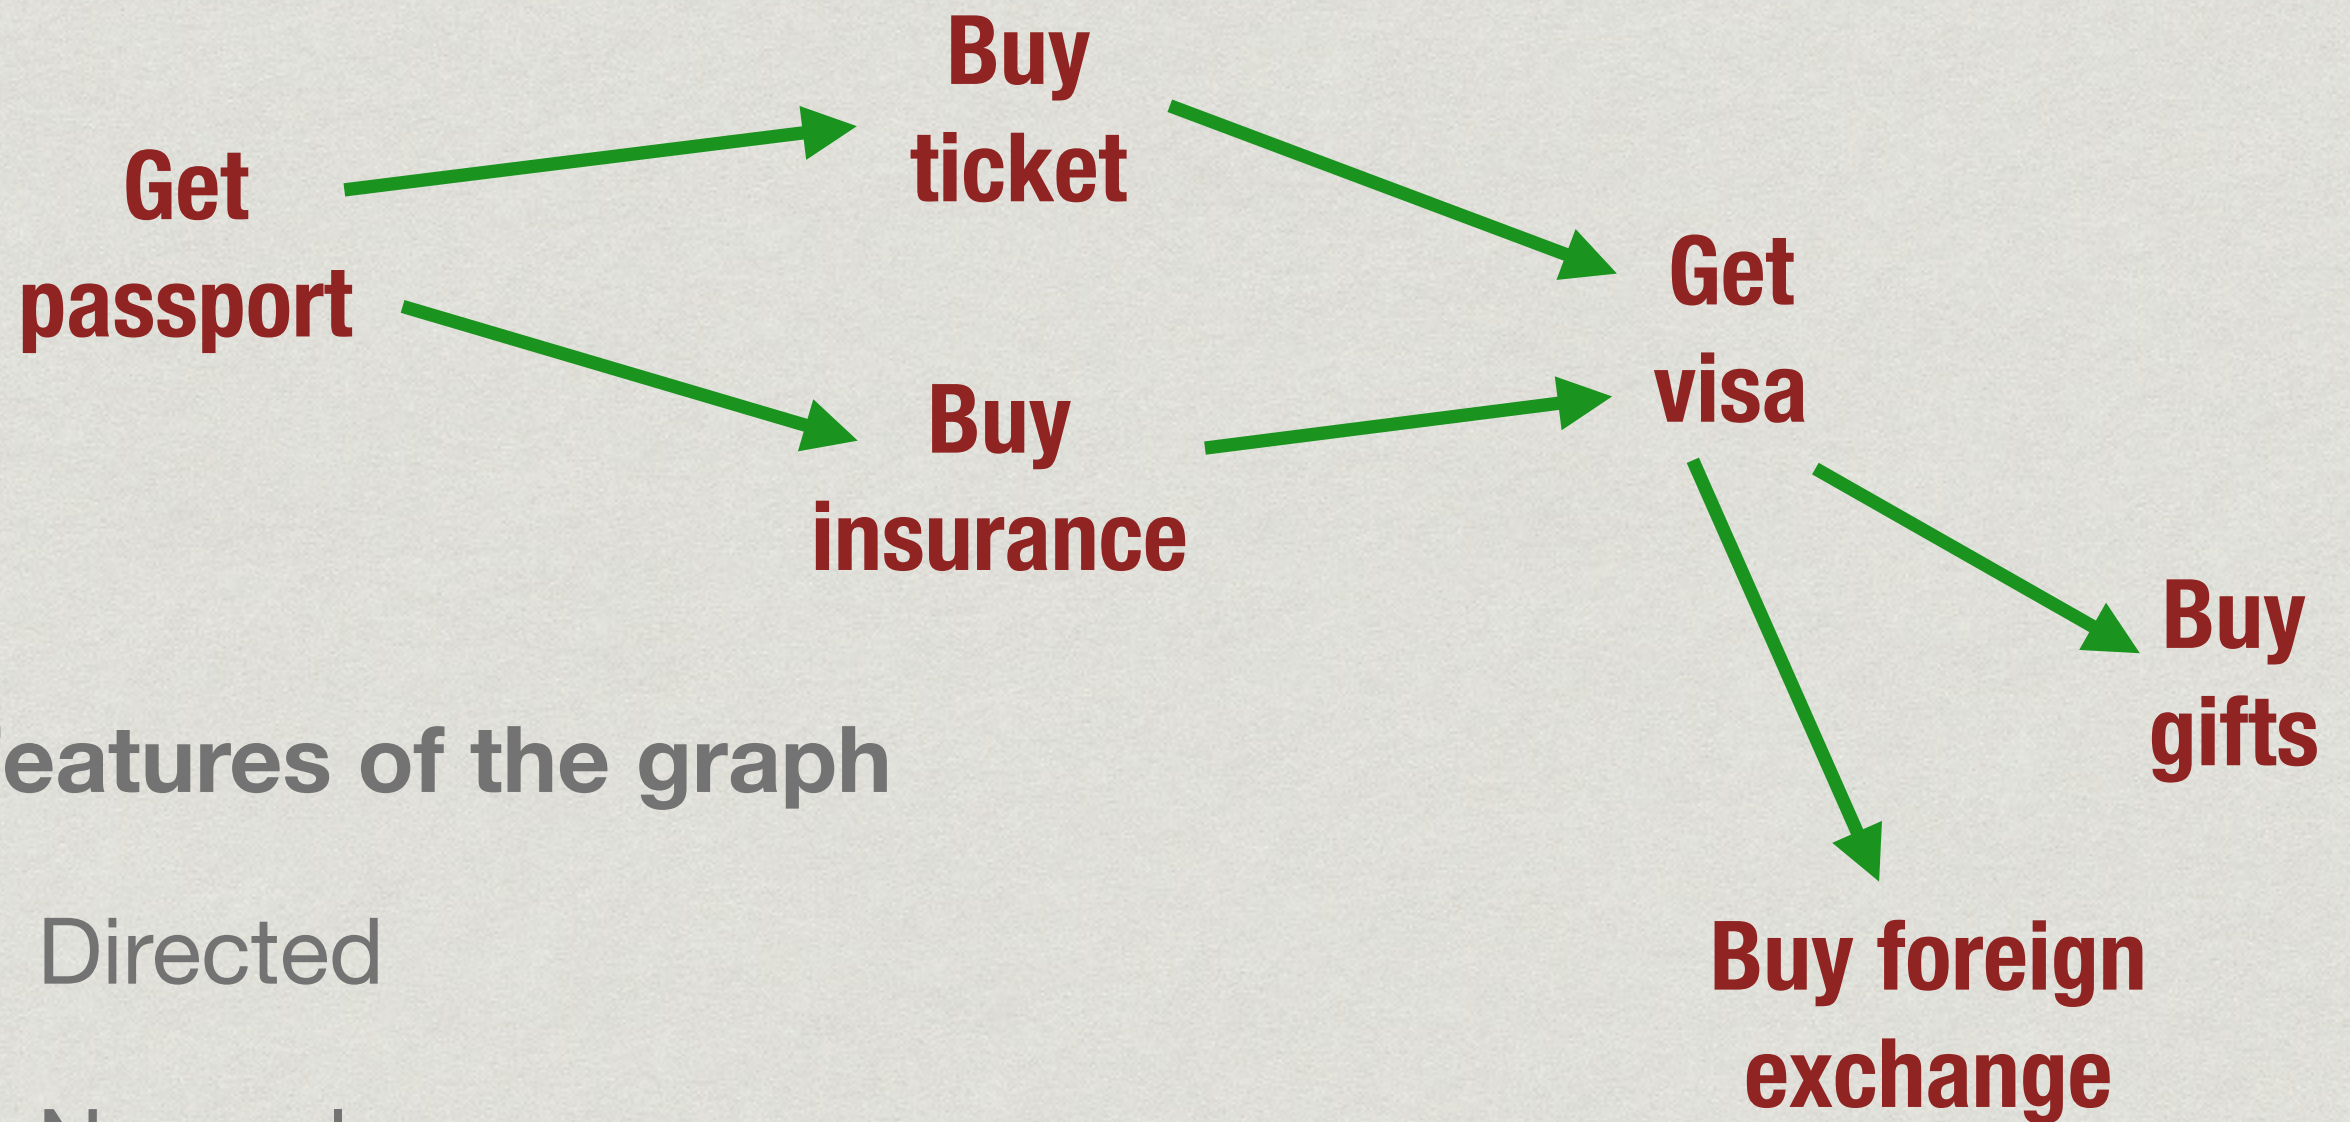 Buy
ticket
Get
passport
Get
visa
Buy
insurance
Buy
gifts
eatures of the graph
Directed
Buy foreign
exchange